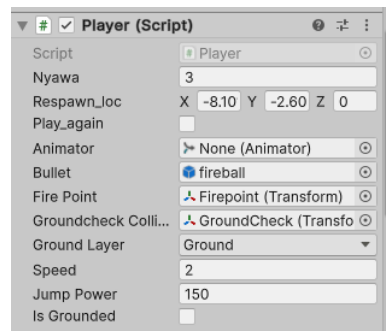 # Player (Script)
Script # Player
Nyawa 3
Respawn_loc X -8.10 Y -2.60 Z 0
Play_again
Animator None (Animator)
Bullet fireball
Fire Point Firepoint (Transform)
Groundcheck Colli... GroundCheck (Transfo
Ground Layer Ground
Speed 2
Jump Power 150
Is Grounded